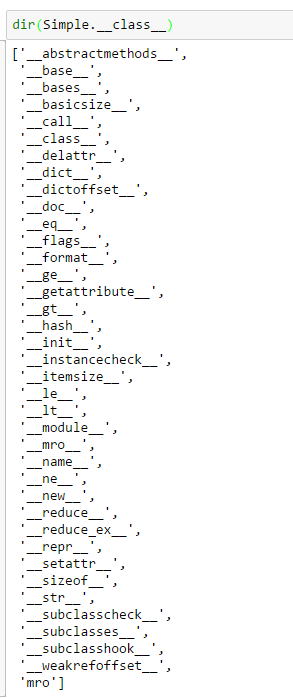 dir(Simple.__class__)
['__abstractmethods__',
'__base__',
'__bases__',
'__basicsize__',
'__call__',
'__class__',
'__delattr__',
'__dict__',
'__dictoffset__',
'__doc__',
'__eq__',
'__flags__',
'__format__',
'__ge__',
'__getattribute__',
'__gt__',
'__hash__',
'__init__',
'__instancecheck__',
'__itemsize__',
'__le__',
'__lt__',
'__module__',
'__mro__',
'__name__',
'__ne__',
'__new__',
'__reduce__',
'__reduce_ex__',
'__repr__',
'__setattr__',
'__sizeof__',
'__str__',
'__subclasscheck__',
'__subclasses__',
'__subclasshook__',
'__weakrefoffset__',
'mro']